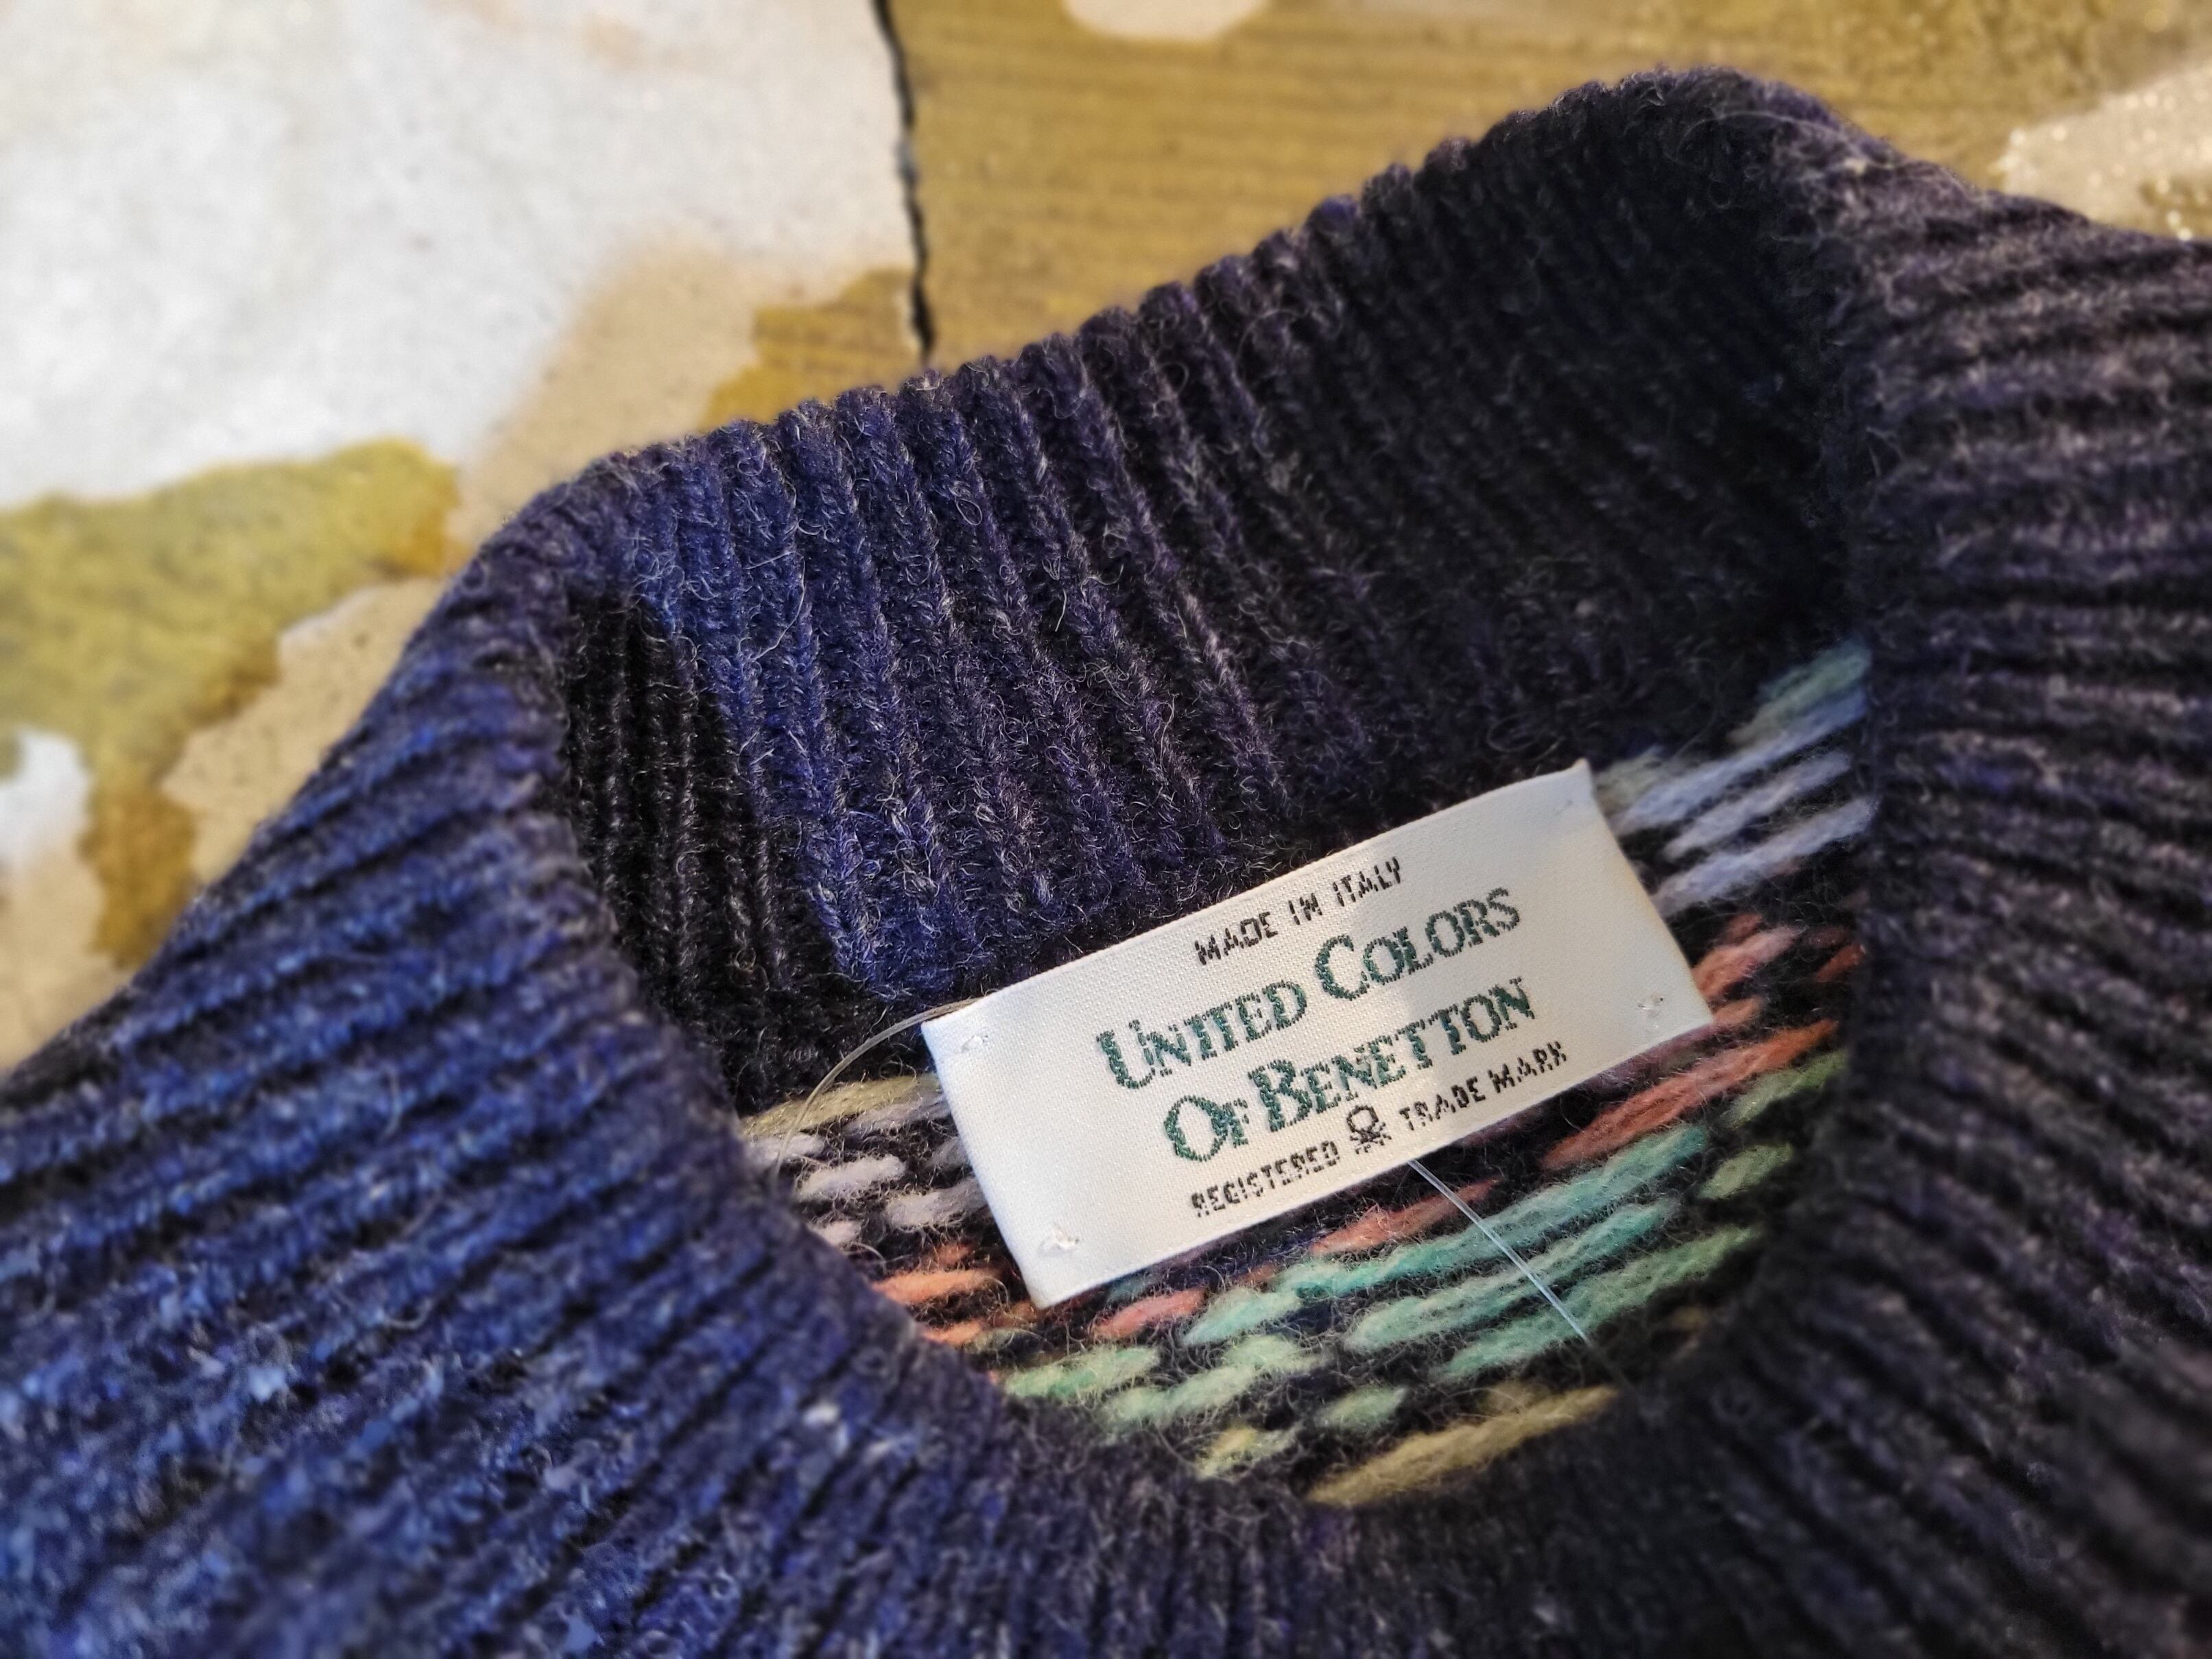 MADE IN ITALY
UNITED COLORS
OF BENETTON
REGISTERED TRADE MARK